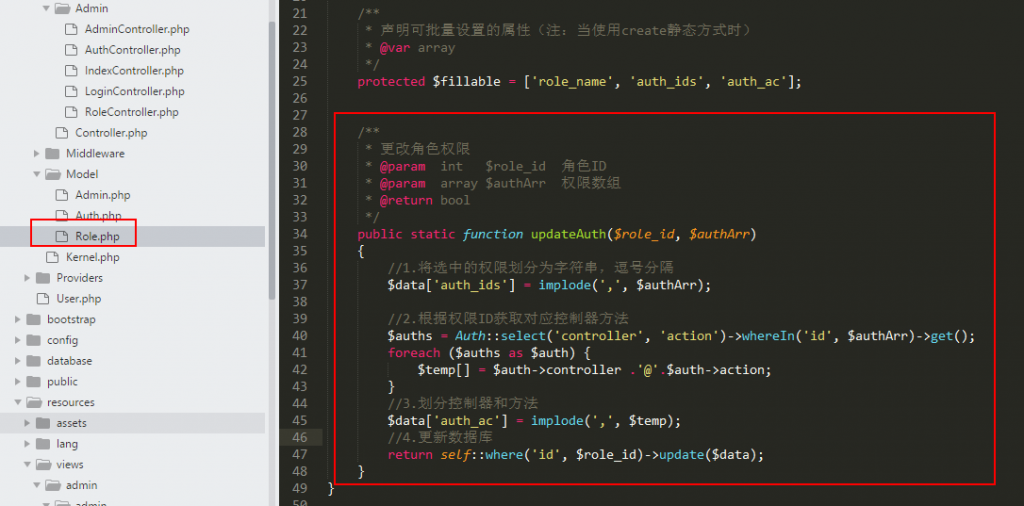 Admin
AdminController.php
AuthController.php
IndexController.php
LoginController.php
RoleController.php
Controller.php
Middleware
Model
Admin.php
Auth.php
Role.php
Kernel.php
Providers
User.php
bootstrap
config
database
public
resources
assets
lang
views
admin
admin
21 /**
22 * 声明可批量设置的属性（注：当使用create静态方式时）
23 * @var array
24 */
25 protected $fillable = ['role_name', 'auth_ids', 'auth_ac'];
26
27
28 /**
29 * 更改角色权限
30 * @param int $role_id 角色ID
31 * @param array $authArr 权限数组
32 * @return bool
33 */
34 public static function updateAuth($role_id, $authArr)
35 {
36 //1.将选中的权限划分为字符串，逗号分隔
37 $data['auth_ids'] = implode(',', $authArr);
38
39 //2.根据权限ID获取对应控制器方法
40 $auths = Auth::select('controller', 'action')->whereIn('id', $authArr)->get();
41 foreach ($auths as $auth) {
42 $temp[] = $auth->controller .'@'.$auth->action;
43 }
44 //3.划分控制器和方法
45 $data['auth_ac'] = implode(',', $temp);
46 //4.更新数据库
47 return self::where('id', $role_id)->update($data);
48 }
49 }
50